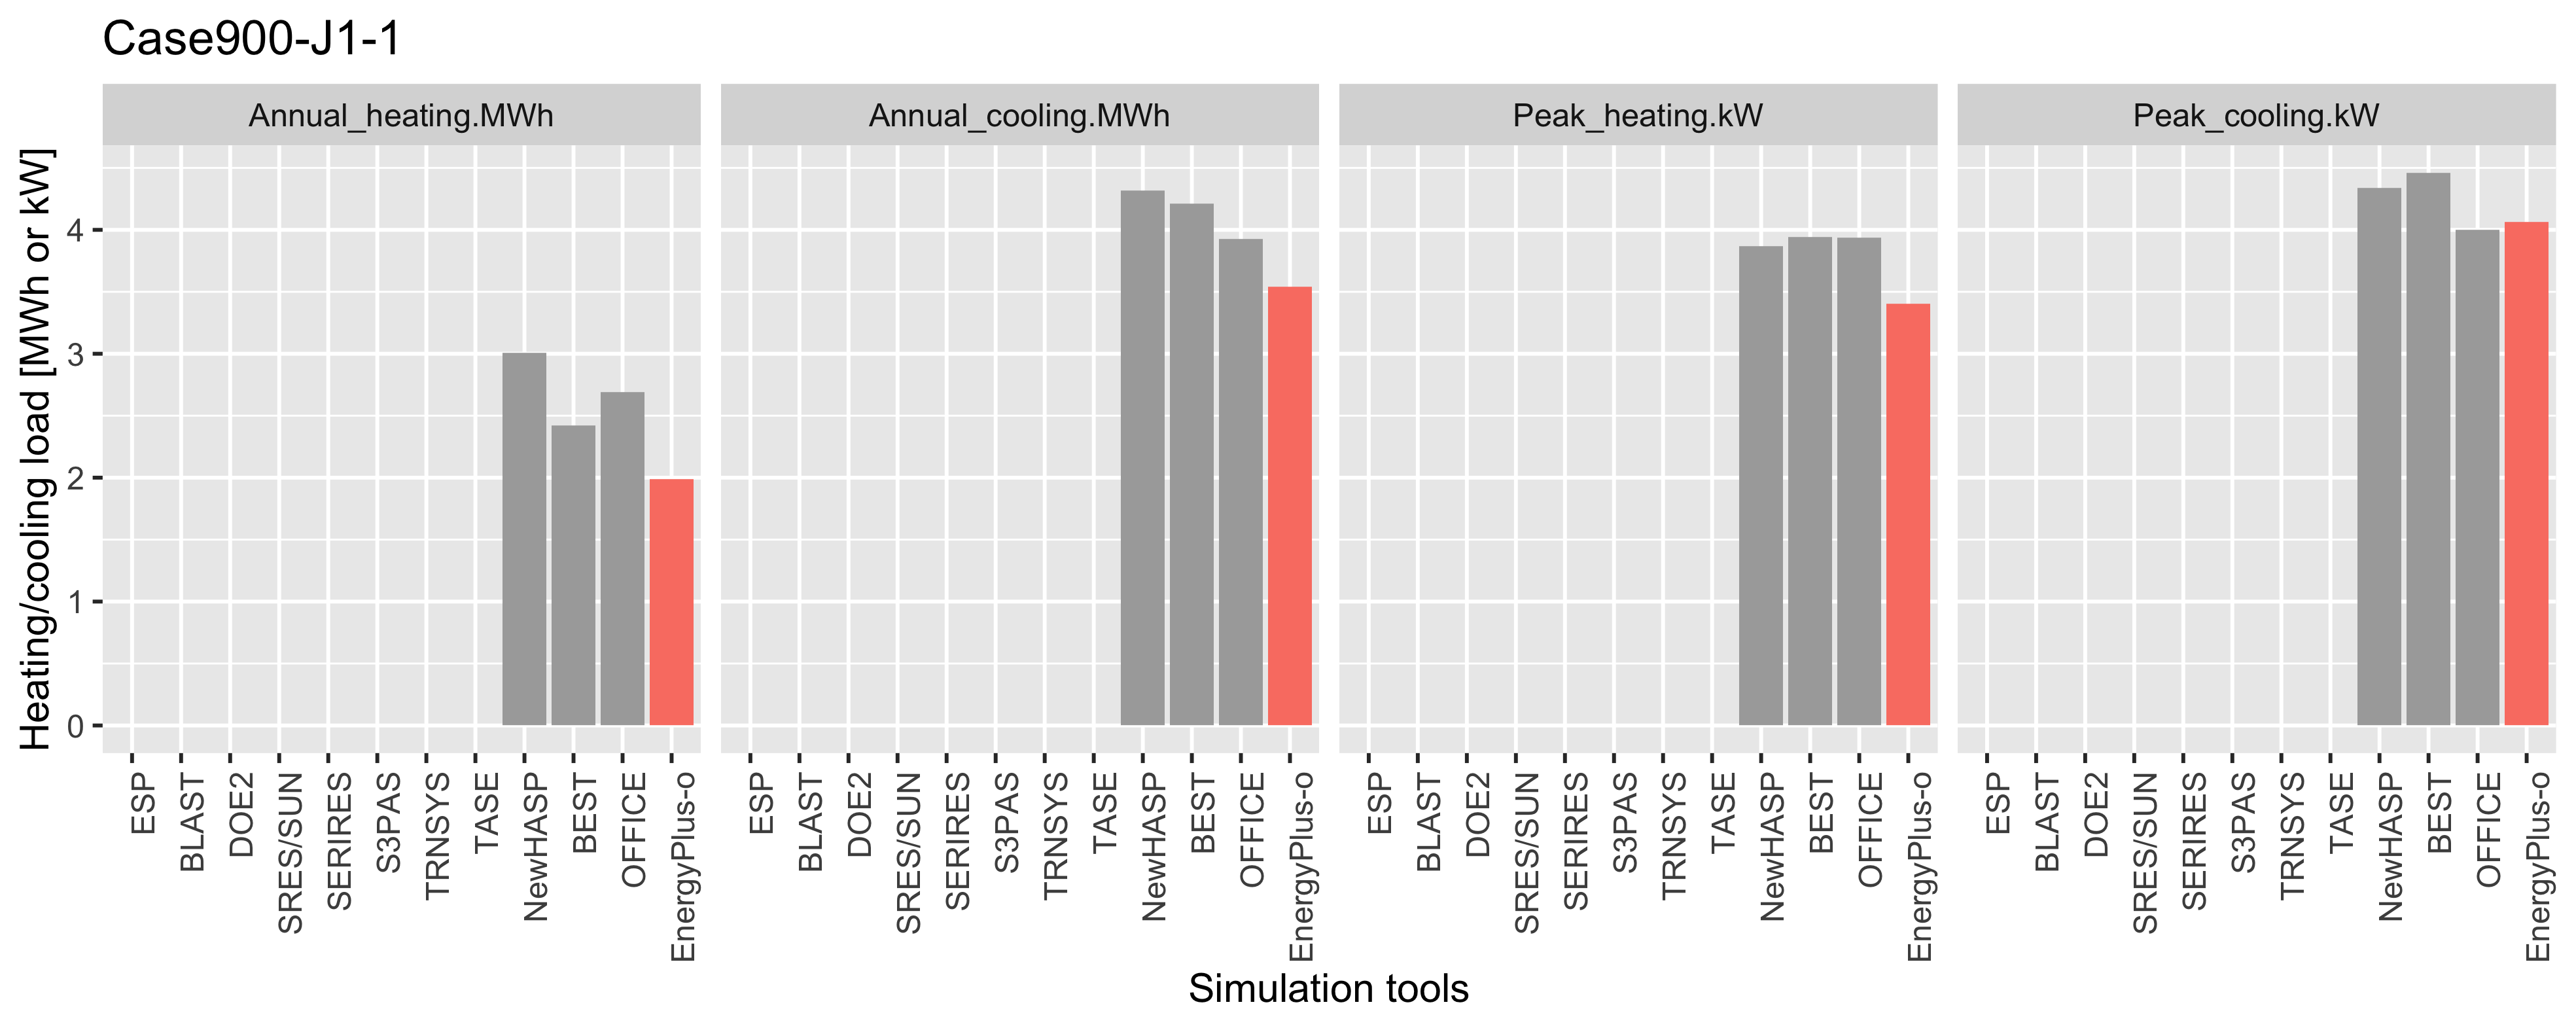 Case900-J1-1
Annual_heating.MWh
Annual_cooling.MWh
Peak_heating.kW
Peak_cooling.kW
Heating/cooling load [MWh or kW]
4
3
2
1
0
ESP
BLAST
DOE2
SRES/SUN
SERIRES
S3PAS
TRNSYS
TASE
NewHASP
BEST
OFFICE
EnergyPlus-o
ESP
BLAST
DOE2
SRES/SUN
SERIRES
S3PAS
TRNSYS
TASE
NewHASP
BEST
OFFICE
EnergyPlus-o
ESP
BLAST
DOE2
SRES/SUN
SERIRES
S3PAS
TRNSYS
TASE
NewHASP
BEST
OFFICE
EnergyPlus-o
ESP
BLAST
DOE2
SRES/SUN
SERIRES
S3PAS
TRNSYS
TASE
NewHASP
BEST
OFFICE
EnergyPlus-o
Simulation tools